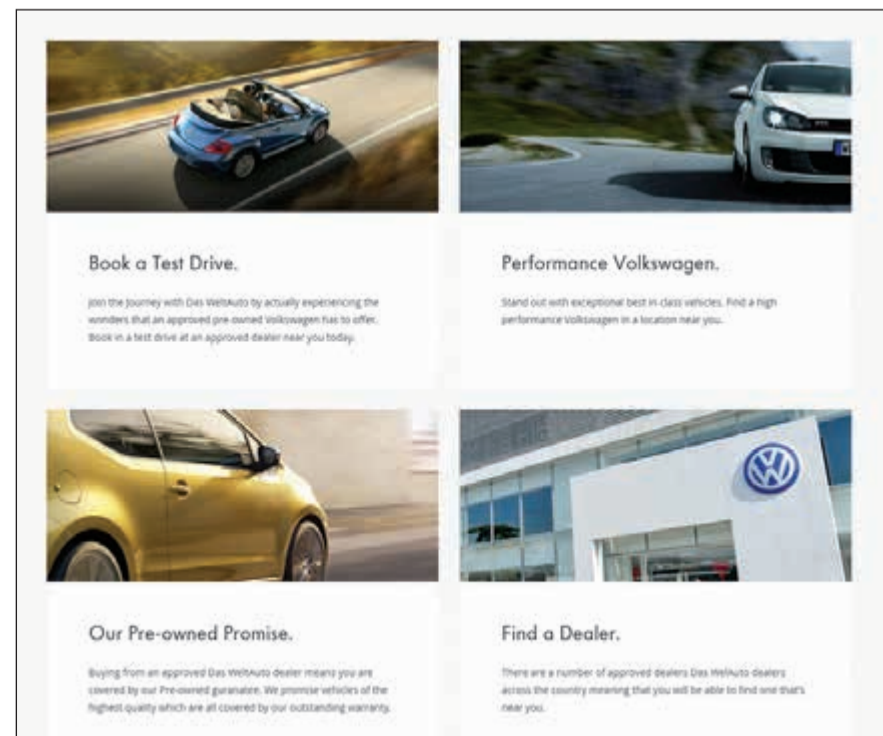 Book a Test Drive.
Join the Journey with Das WeltAuto by actually experiencing the
wonders that an approved pre-owned Volkswagen has to offer.
Book in a test drive at an approved dealer near you today.
Performance Volkswagen.
Stand out with exceptional best in class vehicles. Find a high
performance Volkswagen in a location near you.
Our Pre-owned Promise.
Buying from an approved Das WeltAuto dealer means you are
covered by our Pre-owned guranatee. We promise vehicles of the
highest quality which are all covered by our outstanding warranty.
Find a Dealer.
There are a number of approved dealers Das WeltAuto dealers
across the country meaning that you will be able to find one that's
near you.